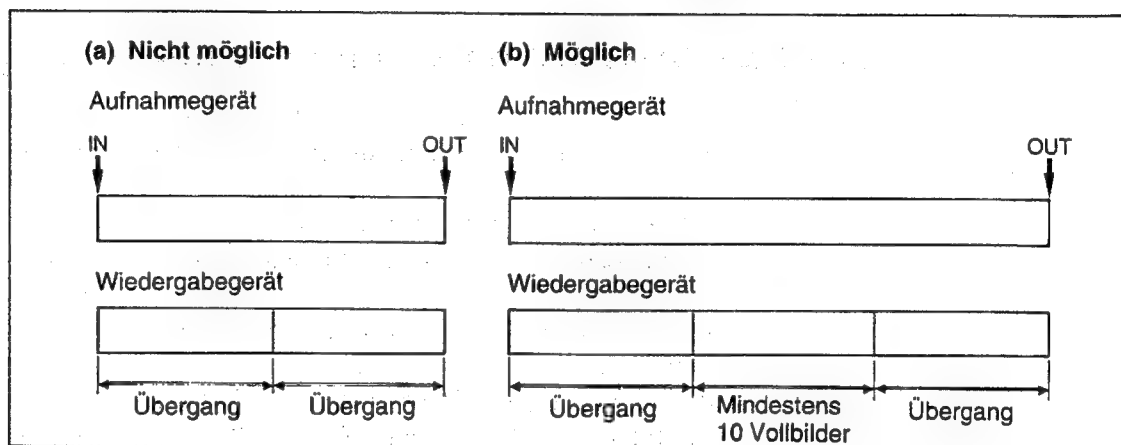 (a) Nicht möglich
Aufnahmegerät
IN OUT
Wiedergabegerät
Übergang Übergang
(b) Möglich
Aufnahmegerät
IN OUT
Wiedergabegerät
Übergang Mindestens 10 Vollbilder Übergang